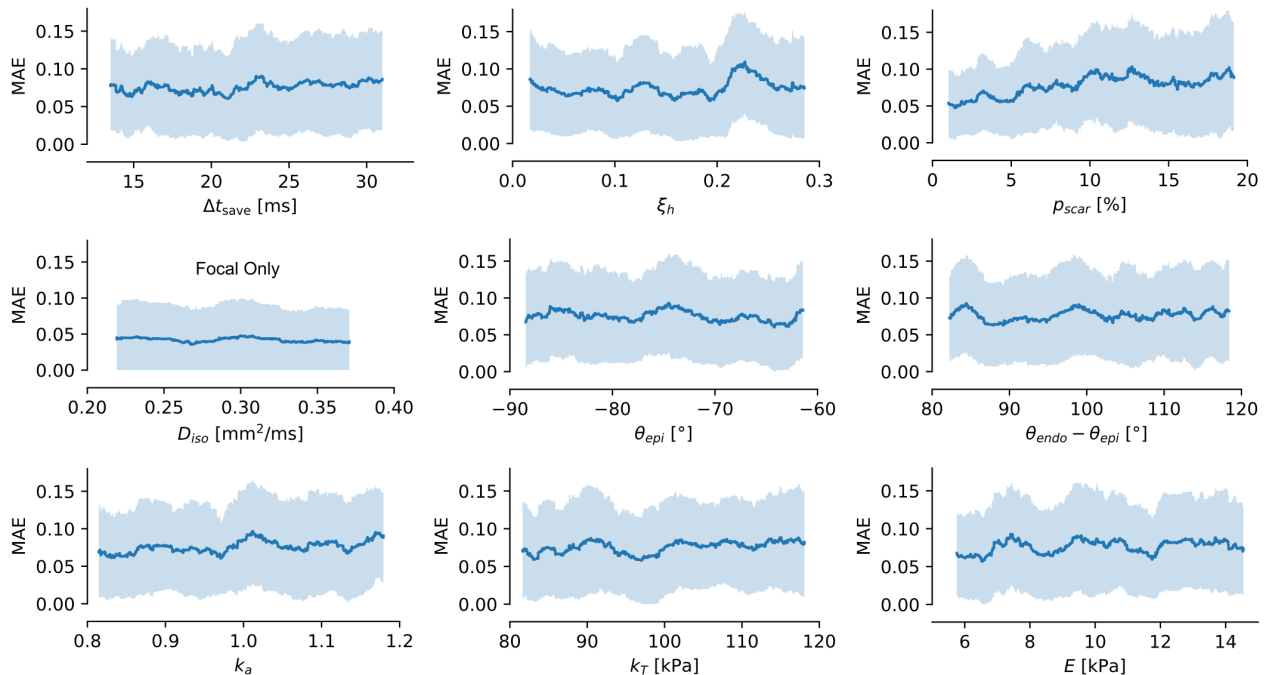 MAE
0.15
0.10
0.05
0.00
15 20 25 30
Δt_save [ms]
MAE
0.15
0.10
0.05
0.00
0.0 0.1 0.2 0.3
ξ_h
MAE
0.15
0.10
0.05
0.00
0 5 10 15 20
p_scar [%]
MAE
0.15
0.10
0.05
0.00
Focal Only
0.20 0.25 0.30 0.35 0.40
D_iso [mm²/ms]
MAE
0.15
0.10
0.05
0.00
−90 −80 −70 −60
θ_epi [°]
MAE
0.15
0.10
0.05
0.00
80 90 100 110 120
θ_endo − θ_epi [°]
MAE
0.15
0.10
0.05
0.00
0.8 0.9 1.0 1.1 1.2
k_a
MAE
0.15
0.10
0.05
0.00
80 90 100 110 120
k_T [kPa]
MAE
0.15
0.10
0.05
0.00
6 8 10 12 14
E [kPa]